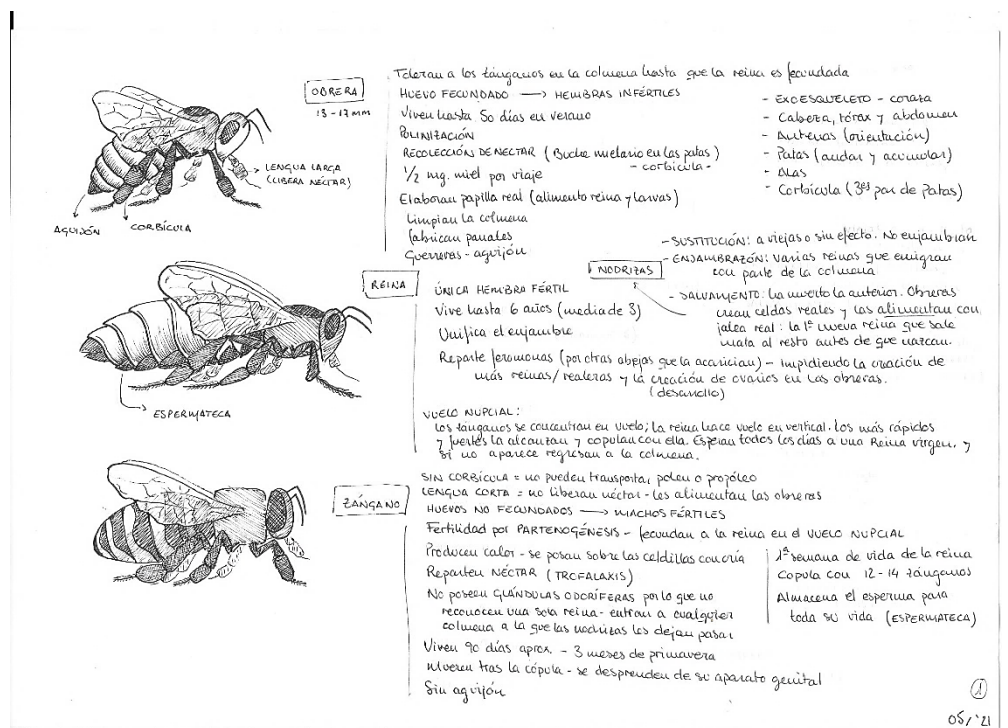 OBRERA
13 - 17 mm
LENGUA LARGA
(LIBERA NÉCTAR)
AGUIJÓN
CORBÍCULA
Toleran a los zánganos en la colmena hasta que la reina es fecundada
HUEVO FECUNDADO → HEMBRAS INFÉRTILES
Viven hasta 50 días en verano
POLINIZACIÓN
RECOLECCIÓN DE NECTAR (Buche mielario en las patas)
- corbícula -
1/2 mg. miel por viaje
Elaboran papilla real (alimento reina y larvas)
Limpian la colmena
fabrican panales
Guerreras - aguijón
- EXOESQUELETO - coraza
- Cabeza, tórax y abdomen
- Antenas (orientación)
- Patas (andar y acumular)
- Alas
- Corbícula (3er par de patas)
REINA
ESPERMATECA
ÚNICA HEMBRA FÉRTIL
Vive hasta 6 años (media de 3)
Unifica el enjambre
Reparte feromonas (por otras abejas que la acarician) - impidiendo la creación de
más reinas/realeras y la creación de ovarios en las obreras.
(desarrollo)
NODRIZAS
- SUSTITUCIÓN: a viejas o sin efecto. No enjambran
- ENJAMBRAZÓN: varias reinas que emigran
con parte de la colmena
- SALVAMENTO: ha muerto la anterior. Obreras
crean celdas reales y las alimentan con
jalea real: la 1ª nueva reina que sale
mata al resto antes de que nazcan.
VUELO NUPCIAL:
los zánganos se concentran en vuelo; la reina hace vuelo en vertical. los más rápidos
y fuertes la alcanzan y copulan con ella. Esperan todos los días a una Reina virgen, y
si no aparece regresan a la colmena.
ZÁNGANO
SIN CORBÍCULA = no pueden transportar polen o propóleo
LENGUA CORTA = no liberan néctar - les alimentan las obreras
HUEVOS NO FECUNDADOS → MACHOS FÉRTILES
Fertilidad por PARTENOGÉNESIS - fecundan a la reina en el VUELO NUPCIAL
Producen calor - se posan sobre las celdillas con cría
Reparten NÉCTAR (TROFALAXIS)
No poseen GLÁNDULAS ODORÍFERAS por lo que no
reconocen una sola reina - entran a cualquier
colmena a la que las nodrizas les dejan pasar
Viven 90 días aprox. - 3 meses de primavera
Mueren tras la cópula - se desprenden de su aparato genital
Sin aguijón
1ª semana de vida de la reina
Copula con 12 - 14 zánganos
Almacena el esperma para
toda su vida (ESPERMATECA)
1
05/'21